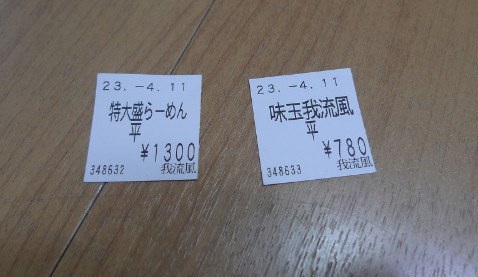 23.-4.11
特大盛らーめん
平
¥1300
348632 我流風
23.-4.11
味玉我流風
平
¥780
348633 我流風